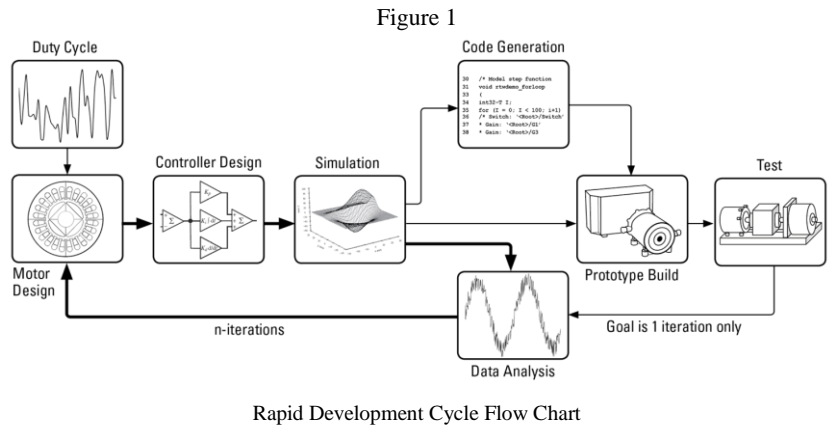 Figure 1
Duty Cycle
Code Generation
30 /* Model step function
31 void rtwdemo_forloop
33 {
34 int32-T I;
35 for (I = 0; I < 100; i+1)
36 /* Switch: '<Root>/Switch'
37 * Gain: '<Root>/G1'
38 * Gain: '<Root>/G3
Controller Design
Simulation
Test
Σ
Σ
Motor
Design
Prototype Build
n-iterations
Goal is 1 iteration only
Data Analysis
Rapid Development Cycle Flow Chart